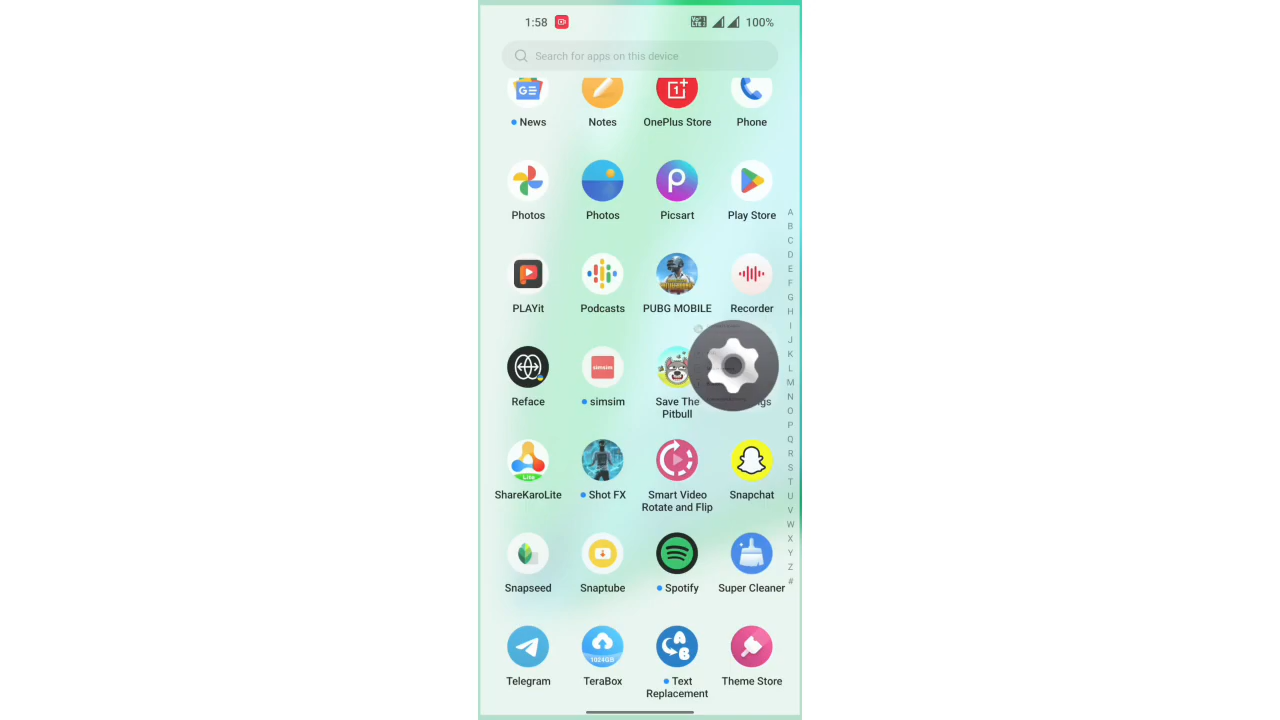 1:58 100%
Search for apps on this device
News Notes OnePlus Store Phone
Photos Photos Picsart Play Store
PLAYit Podcasts PUBG MOBILE Recorder
Reface simsim Save The
Pitbull
ShareKaroLite Shot FX Smart Video
Rotate and Flip Snapchat
Snapseed Snaptube Spotify Super Cleaner
Telegram TeraBox Text
Replacement Theme Store
A
B
C
D
E
F
G
H
I
J
K
L
M
N
O
P
Q
R
S
T
U
V
W
X
Y
Z
#